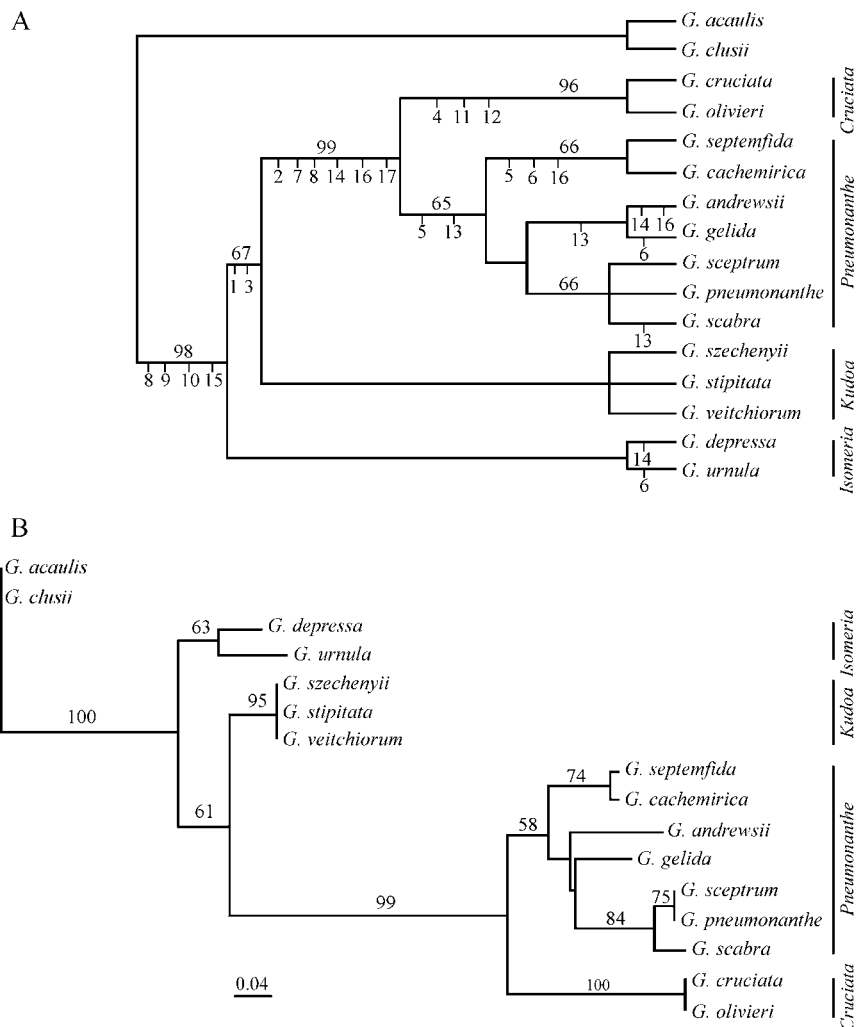 A
G. acaulis
G. clusii
96
G. cruciata
4 11 12
G. olivieri
Cruciata
99
66
G. septemfida
2 7 8 14 16 17
5 6 16
G. cachemirica
65
G. andrewsii
5 13
13
14 16
G. gelida
6
67
G. sceptrum
1 3
66
G. pneumonanthe
G. scabra
13
Pneumonanthe
98
G. szechenyii
8 9 10 15
G. stipitata
G. veitchiorum
Kudoa
G. depressa
14
G. urnula
6
Isomeria
B
G. acaulis
G. clusii
63
G. depressa
G. urnula
Isomeria
95
G. szechenyii
100
G. stipitata
G. veitchiorum
Kudoa
74
G. septemfida
G. cachemirica
61
58
G. andrewsii
G. gelida
75
G. sceptrum
99
84
G. pneumonanthe
G. scabra
Pneumonanthe
0.04
100
G. cruciata
G. olivieri
Cruciata